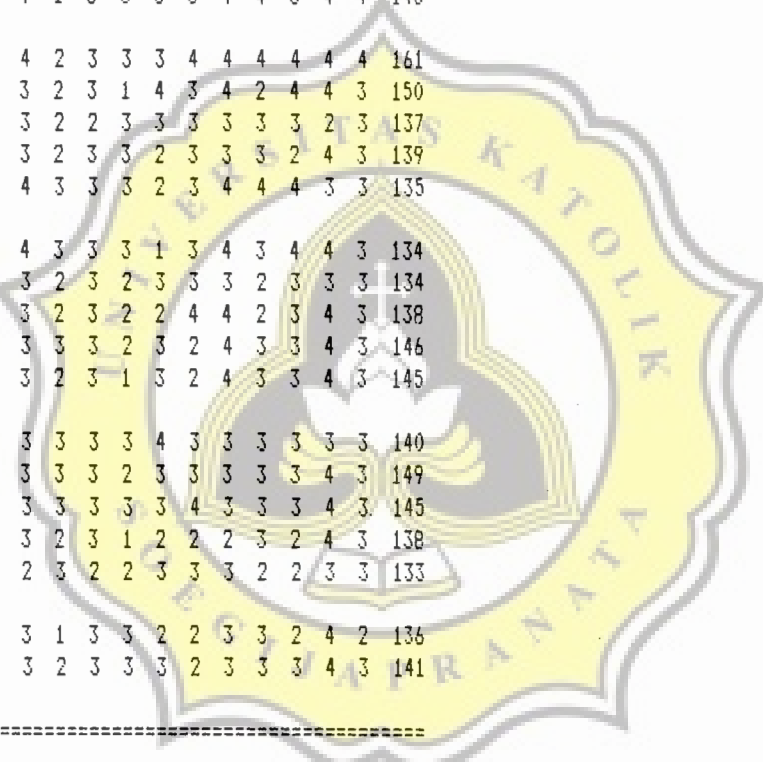 4 2 3 3 3 4 4 4 4 4 4 161
3 2 3 1 4 3 4 2 4 4 3 150
3 2 2 3 3 3 3 3 3 2 3 137
3 2 3 3 2 3 3 3 2 4 3 139
4 3 3 3 2 3 4 4 4 3 3 135
4 3 3 3 1 3 4 3 4 4 3 134
3 2 3 2 3 3 3 2 3 3 3 134
3 2 3 2 2 4 4 2 3 4 3 138
3 3 3 2 3 2 4 3 3 4 3 146
3 2 3 1 3 2 4 3 3 4 3 145
3 3 3 3 4 3 3 3 3 3 3 140
3 3 3 2 3 3 3 3 3 4 3 149
3 3 3 3 3 4 3 3 3 4 3 145
3 2 3 1 2 2 2 3 2 4 3 138
2 3 2 2 3 3 3 2 2 3 3 133
3 1 3 3 2 2 3 3 2 4 2 136
3 2 3 3 3 2 3 3 3 4 3 141
UNIVERSITAS KATOLIK
SOEGIJAPRANATA